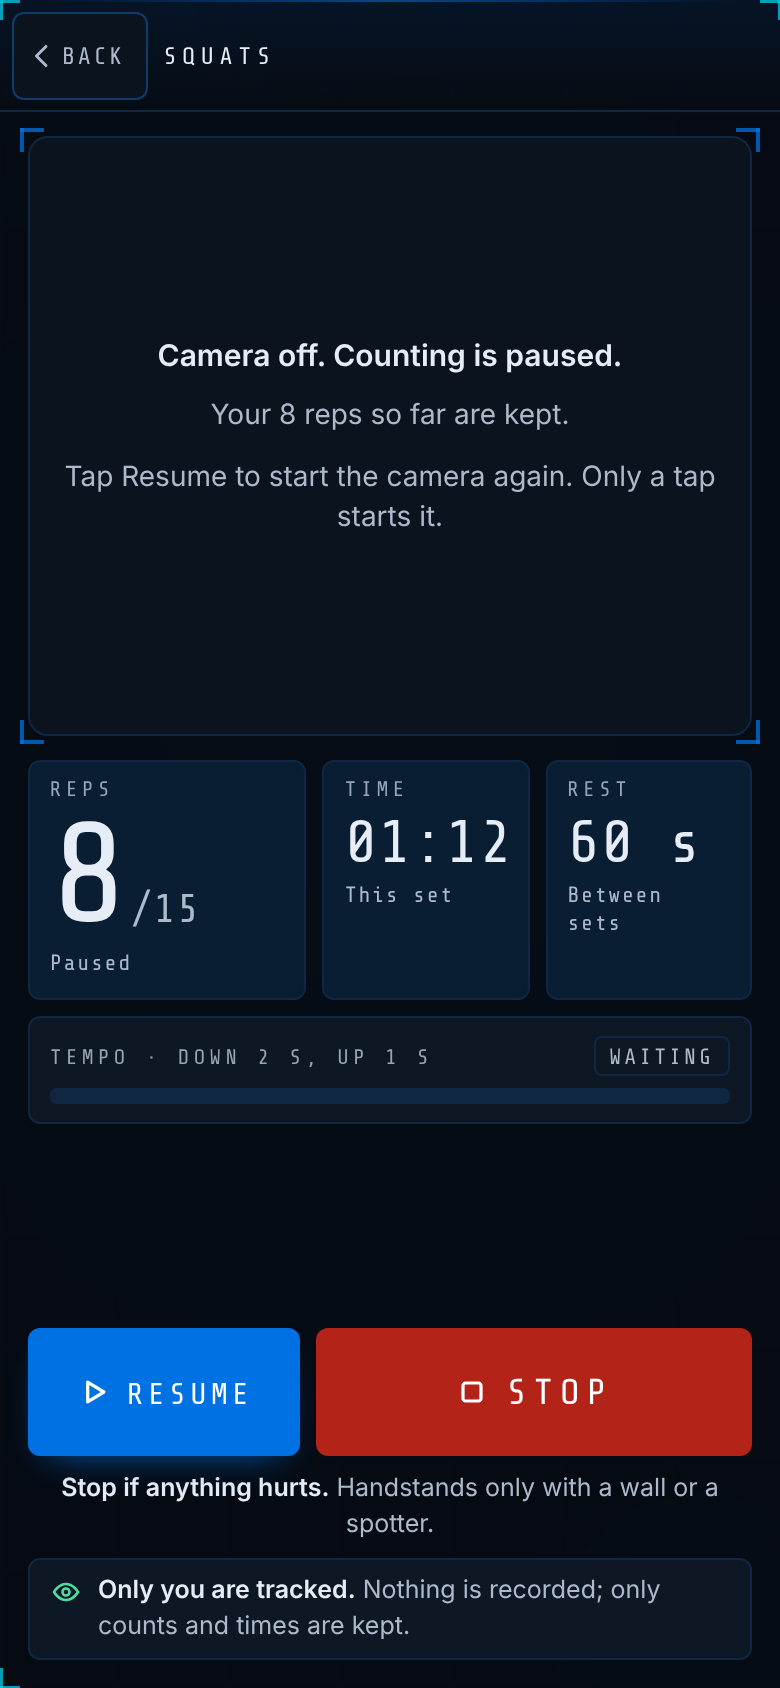 BACK
SQUATS
Camera off. Counting is paused.
Your 8 reps so far are kept.
Tap Resume to start the camera again. Only a tap
starts it.
REPS
8/15
Paused
TIME
01:12
This set
REST
60 s
Between
sets
TEMPO · DOWN 2 S, UP 1 S
WAITING
RESUME
STOP
Stop if anything hurts. Handstands only with a wall or a
spotter.
Only you are tracked. Nothing is recorded; only
counts and times are kept.